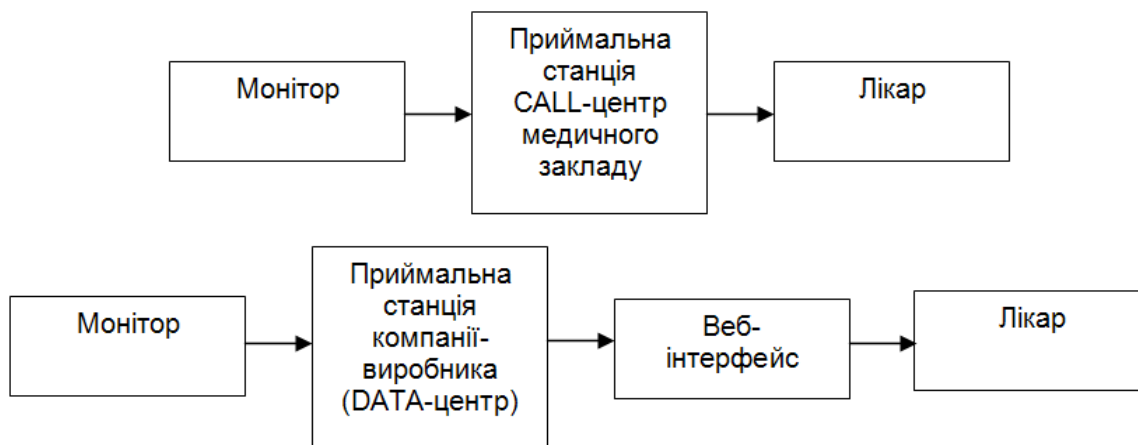 Монітор
Приймальна
станція
CALL-центр
медичного
закладу
Лікар
Монітор
Приймальна
станція
компанії-
виробника
(DATA-центр)
Веб-
інтерфейс
Лікар